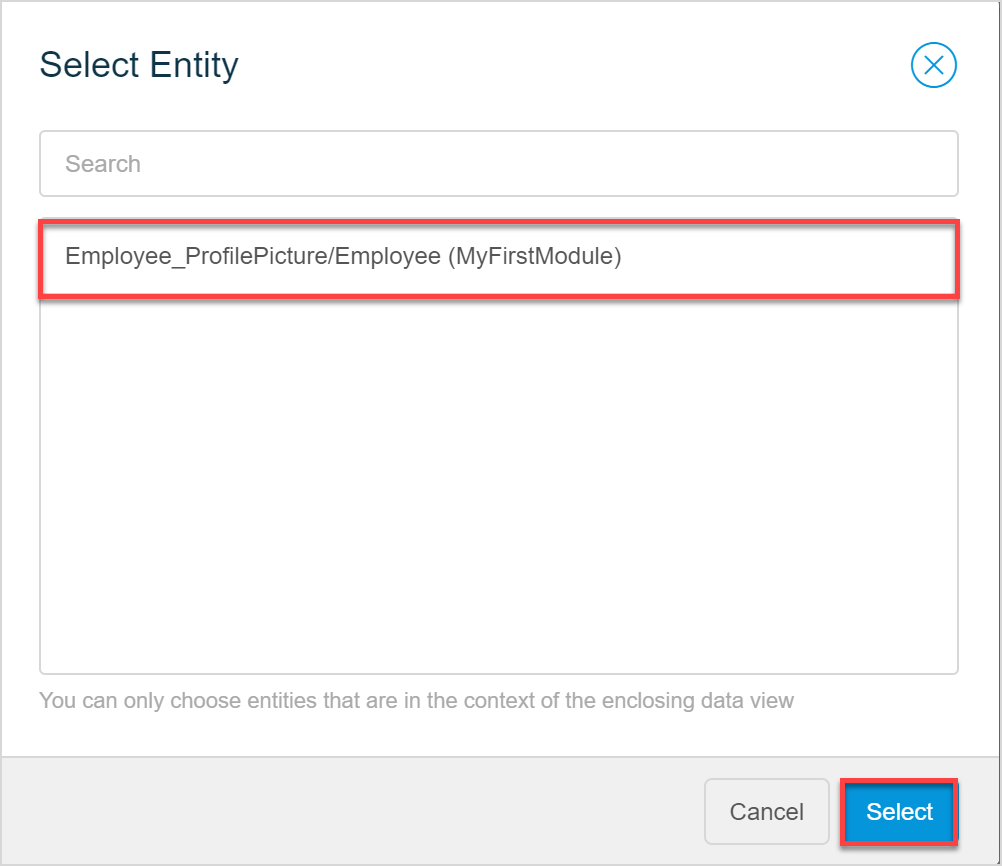 Select Entity
Search
Employee_ProfilePicture/Employee (MyFirstModule)
You can only choose entities that are in the context of the enclosing data view
Cancel
Select